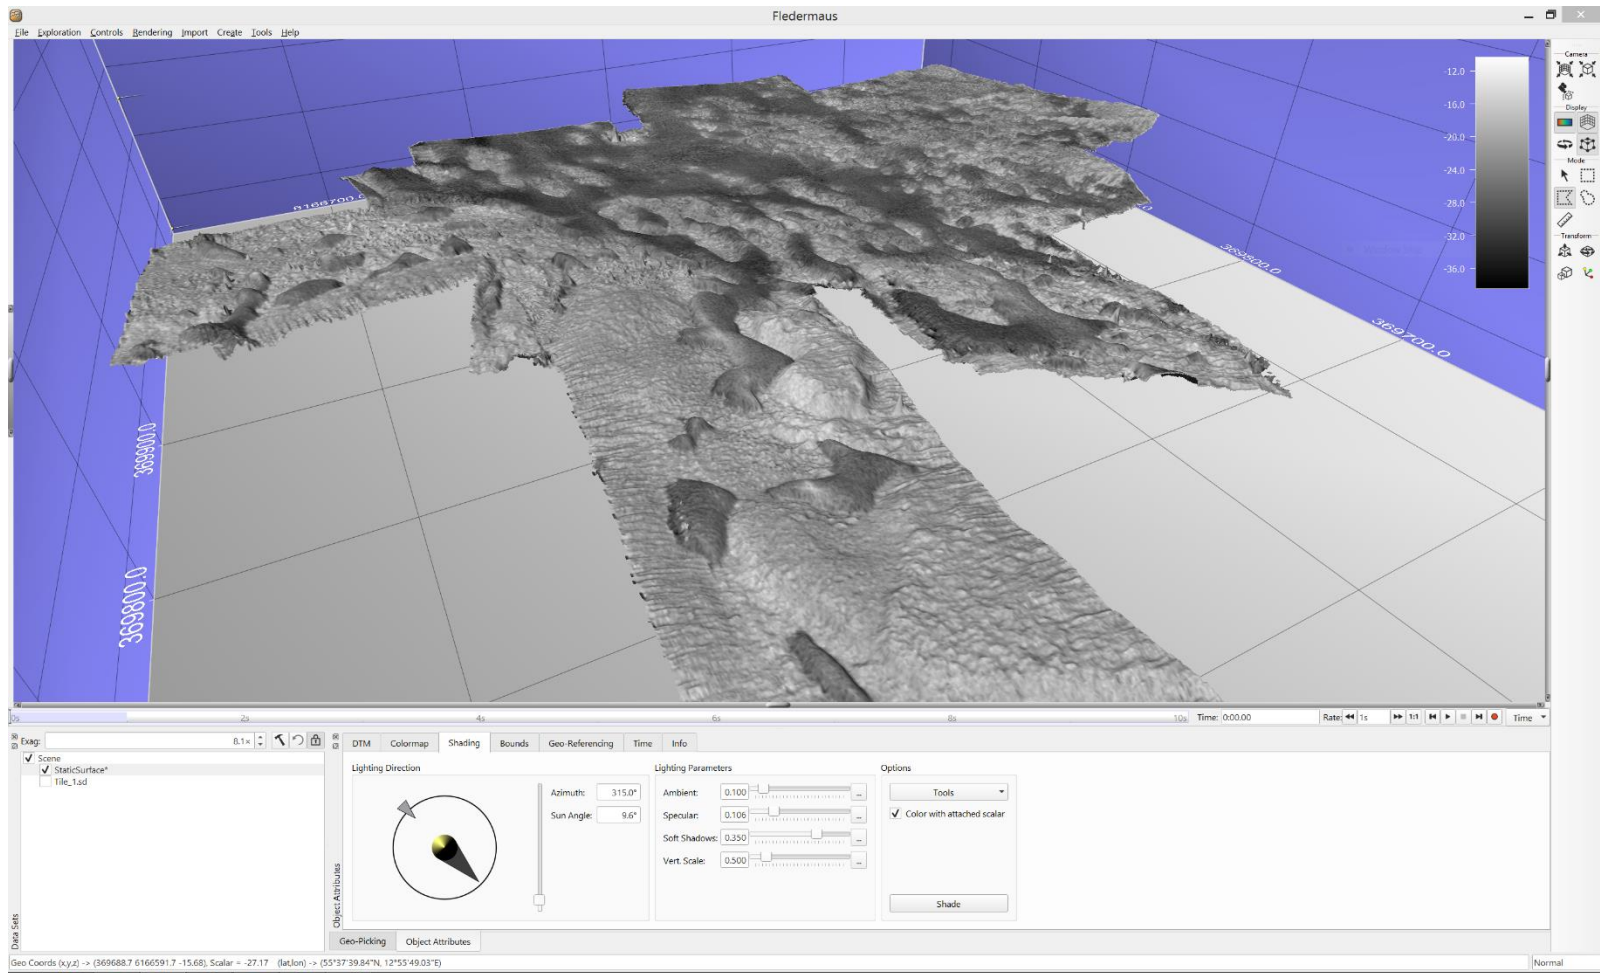 Fledermaus
File Exploration Controls Rendering Import Create Tools Help
Camera
Display
Mode
Transform
-12.0
-16.0
-20.0
-24.0
-28.0
-32.0
-36.0
369800.0
369700.0
369900.0
369800.0
0s 2s 4s 6s 8s 10s Time: 0:00.00 Rate: 1s 1:1 Time
Exag: 8.1×
Scene
StaticSurface*
Tile_1.sd
Data Sets
Object Attributes
DTM Colormap Shading Bounds Geo-Referencing Time Info
Lighting Direction
Azimuth: 315.0°
Sun Angle: 9.6°
Lighting Parameters
Ambient: 0.100 ...
Specular: 0.106 ...
Soft Shadows: 0.350 ...
Vert. Scale: 0.500 ...
Options
Tools
Color with attached scalar
Shade
Geo-Picking Object Attributes
Geo Coords (x,y,z) -> (369688.7 6166591.7 -15.68), Scalar = -27.17 (lat,lon) -> (55°37'39.84"N, 12°55'49.03"E)
Normal